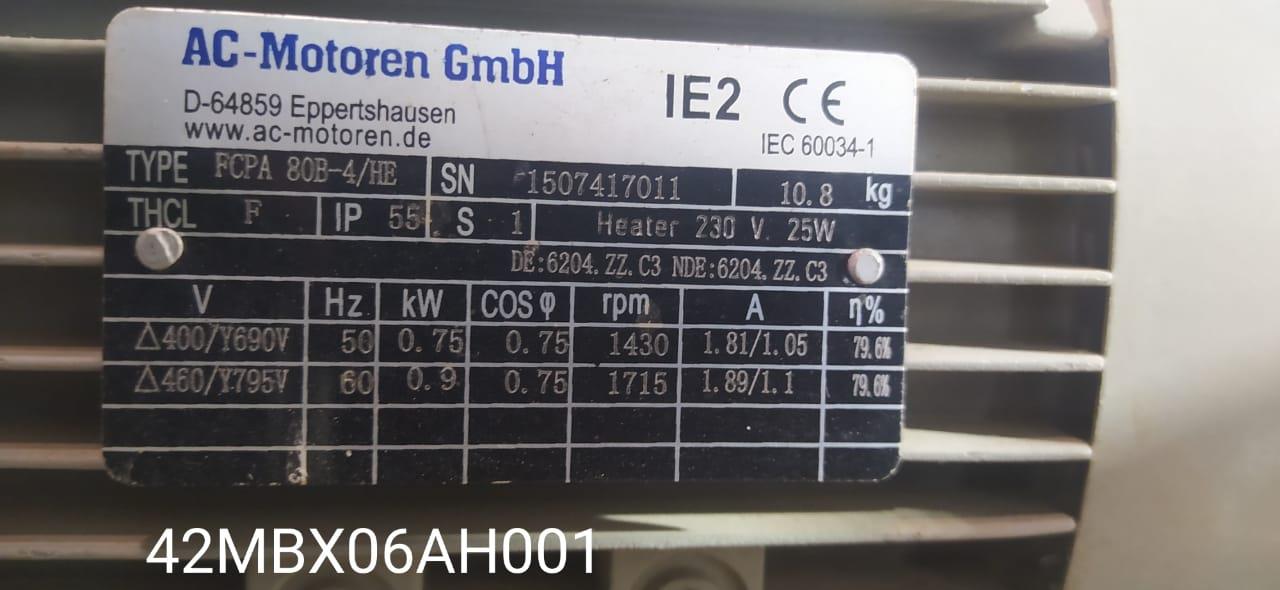 AC-Motoren GmbH
D-64859 Eppertshausen
www.ac-motoren.de
IE2 CE
IEC 60034-1
TYPE FCPA 80B-4/HE SN 1507417011 10.8 kg
THCL F IP 55 S 1 Heater 230 V. 25W
DE:6204.ZZ.C3 NDE:6204.ZZ.C3
V Hz kW COS φ rpm A η%
△400/Y690V 50 0.75 0.75 1430 1.81/1.05 79.6%
△460/Y795V 60 0.9 0.75 1715 1.89/1.1 79.6%
42MBX06AH001